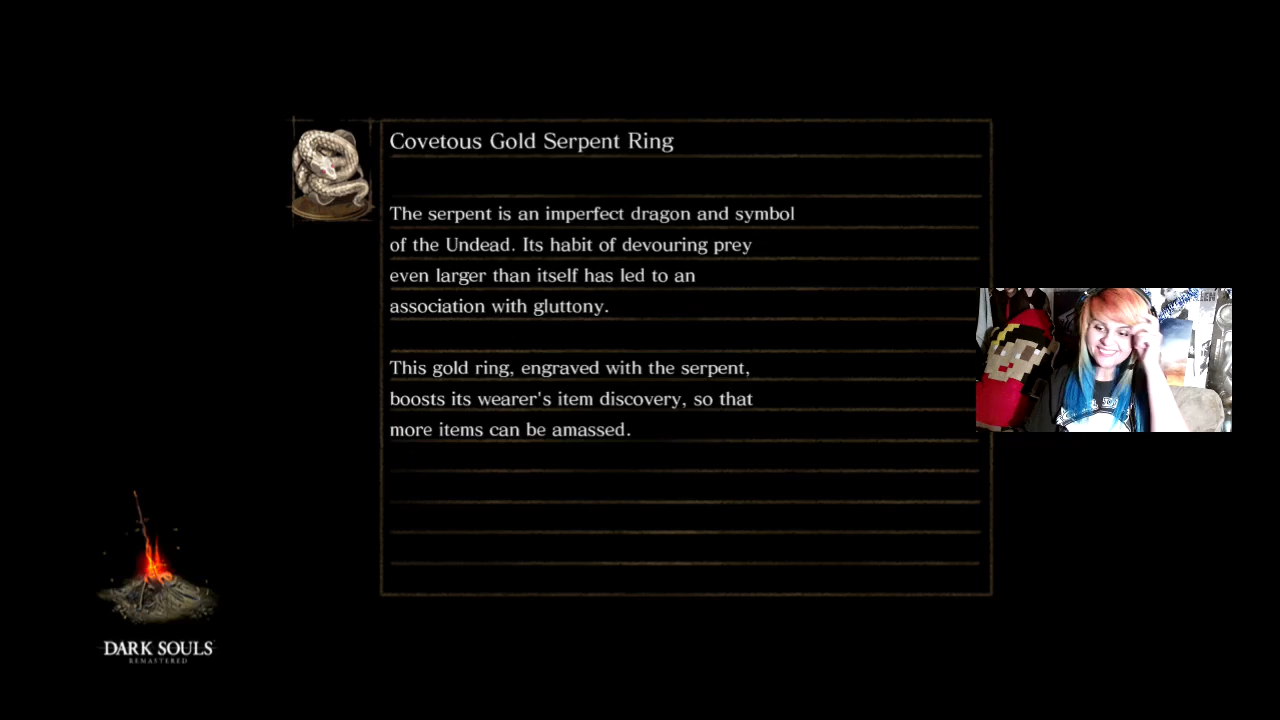 Covetous Gold Serpent Ring
The serpent is an imperfect dragon and symbol
of the Undead. Its habit of devouring prey
even larger than itself has led to an
association with gluttony.
This gold ring, engraved with the serpent,
boosts its wearer's item discovery, so that
more items can be amassed.
DARK SOULS
REMASTERED